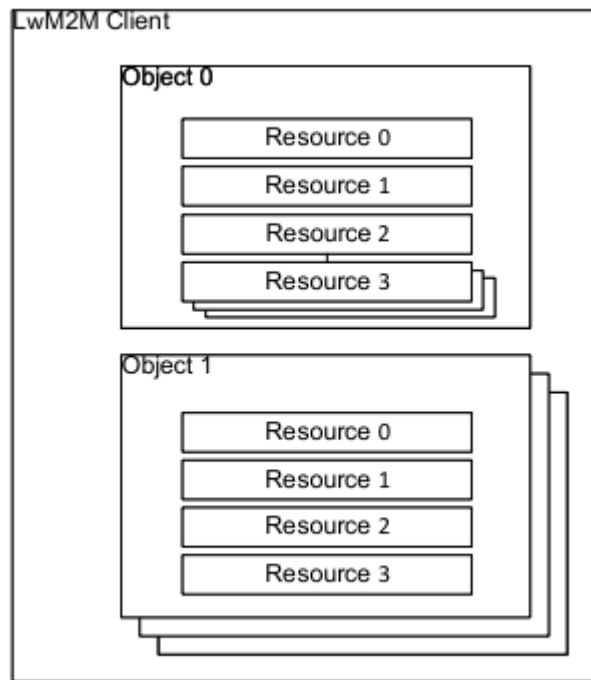 LwM2M Client
Object 0
Resource 0
Resource 1
Resource 2
Resource 3
Object 1
Resource 0
Resource 1
Resource 2
Resource 3